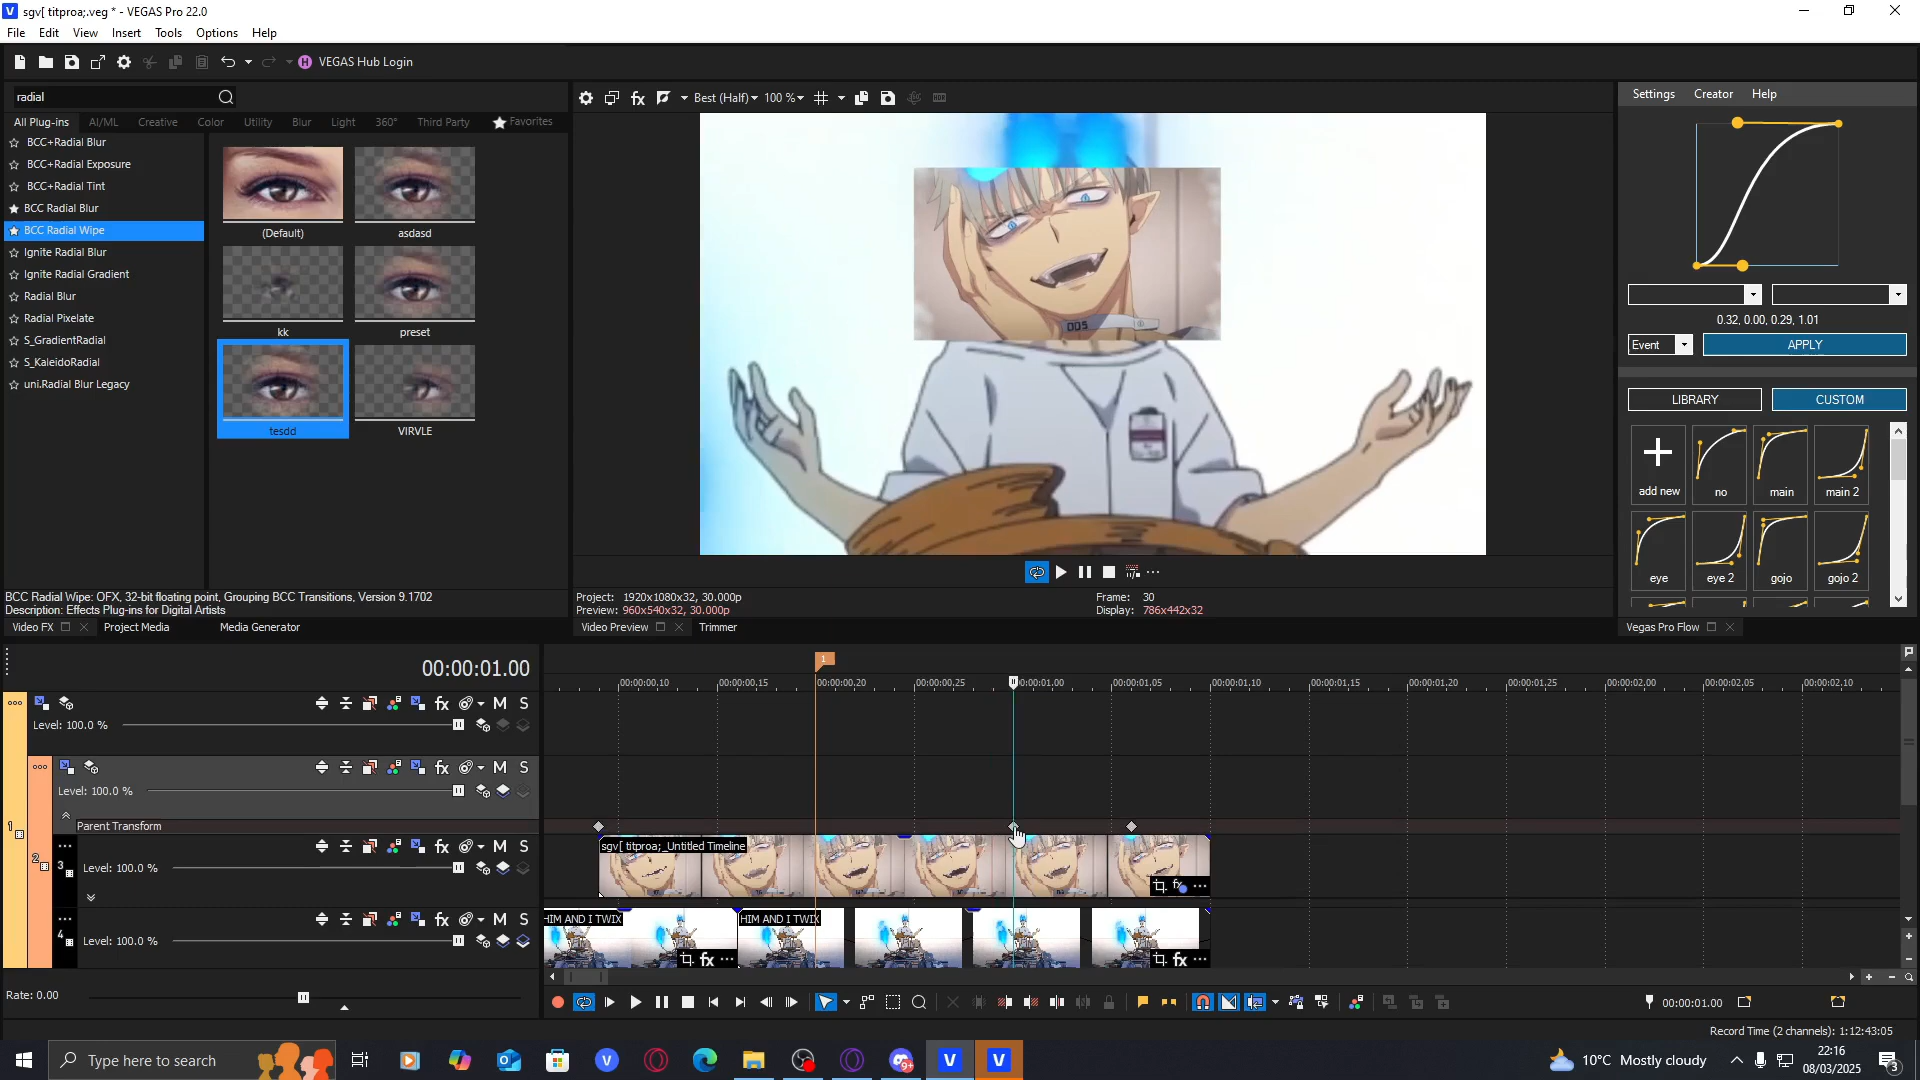 sgv[ titproa;.veg * - VEGAS Pro 22.0
File Edit View Insert Tools Options Help
VEGAS Hub Login
radial
All Plug-ins AI/ML Creative Color Utility Blur Light 360° Third Party Favorites
BCC+Radial Blur
BCC+Radial Exposure
BCC+Radial Tint
BCC Radial Blur
BCC Radial Wipe
Ignite Radial Blur
Ignite Radial Gradient
Radial Blur
Radial Pixelate
S_GradientRadial
S_KaleidoRadial
uni.Radial Blur Legacy
(Default) asdasd
kk preset
tesdd VIRVLE
BCC Radial Wipe: OFX, 32-bit floating point, Grouping BCC Transitions, Version 9.1702
Description: Effects Plug-ins for Digital Artists
Video FX Project Media Media Generator
Best (Half) 100 %
005
Project: 1920x1080x32, 30.000p
Preview: 960x540x32, 30.000p
Frame: 30
Display: 786x442x32
Video Preview Trimmer
Settings Creator Help
0.32, 0.00, 0.29, 1.01
Event APPLY
LIBRARY CUSTOM
add new no main main 2
eye eye 2 gojo gojo 2
Vegas Pro Flow
00:00:01.00
1
00:00:00.10 00:00:00.15 00:00:00.20 00:00:00.25 00:00:01.00 00:00:01.05 00:00:01.10 00:00:01.15 00:00:01.20 00:00:01.25 00:00:02.00 00:00:02.05 00:00:02.10
M S
Level: 100.0 %
M S
Level: 100.0 %
1
Parent Transform
2
sgv[ titproa;_Untitled Timeline
M S
3
Level: 100.0 %
HIM AND I TWIX HIM AND I TWIX
M S
4
Level: 100.0 %
Rate: 0.00
00:00:01.00
Record Time (2 channels): 1:12:43:05
Type here to search
9+
10°C Mostly cloudy
22:16
08/03/2025
3